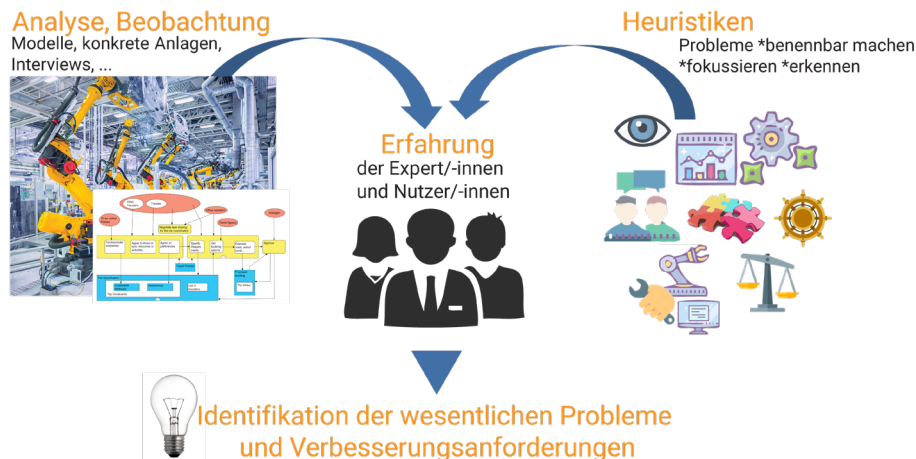 Analyse, Beobachtung
Modelle, konkrete Anlagen,
Interviews, ...
Heuristiken
Probleme *benennbar machen
*fokussieren *erkennen
Erfahrung
der Expert/-innen
und Nutzer/-innen
Identifikation der wesentlichen Probleme
und Verbesserungsanforderungen